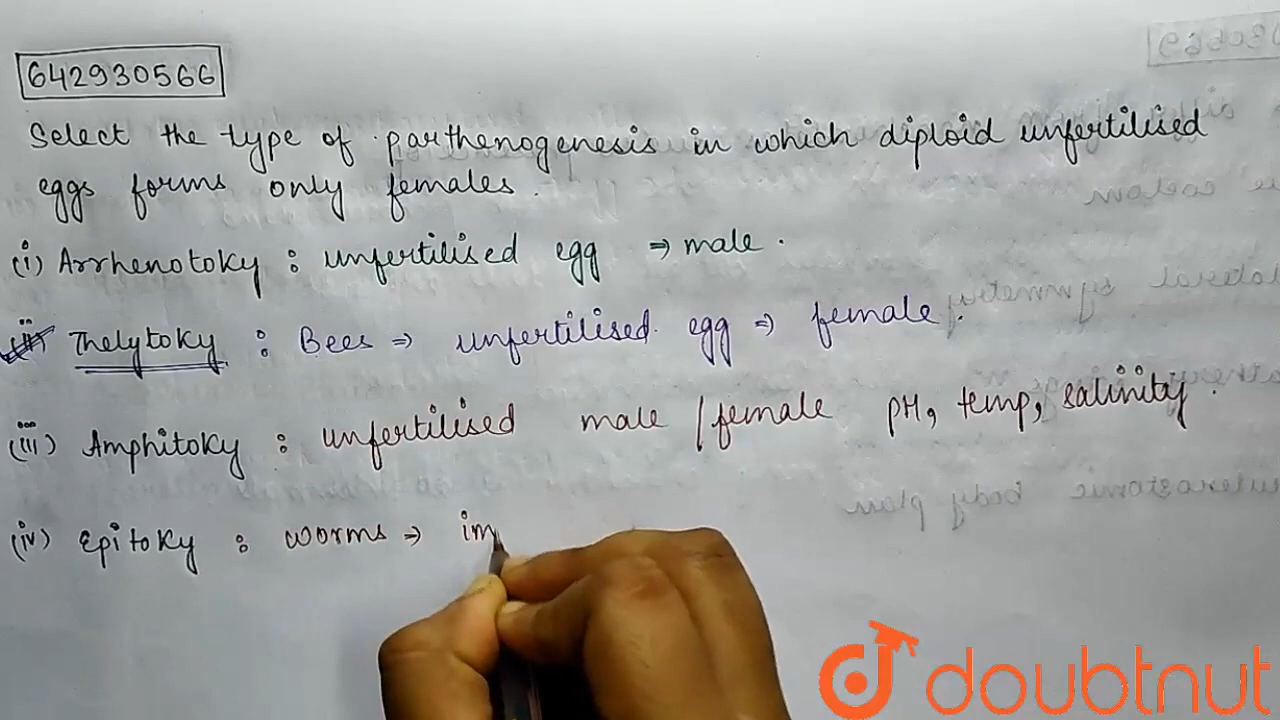 642930566
Select the type of parthenogenesis in which diploid unfertilised
eggs forms only females.
(i) Arrhenotoky : unfertilised egg ⇒ male.
(ii) Thelytoky : Bees ⇒ unfertilised egg ⇒ female.
(iii) Amphitoky : unfertilised male / female pH, temp, salinity.
(iv) Epitoky : worms ⇒ im
doubtnut